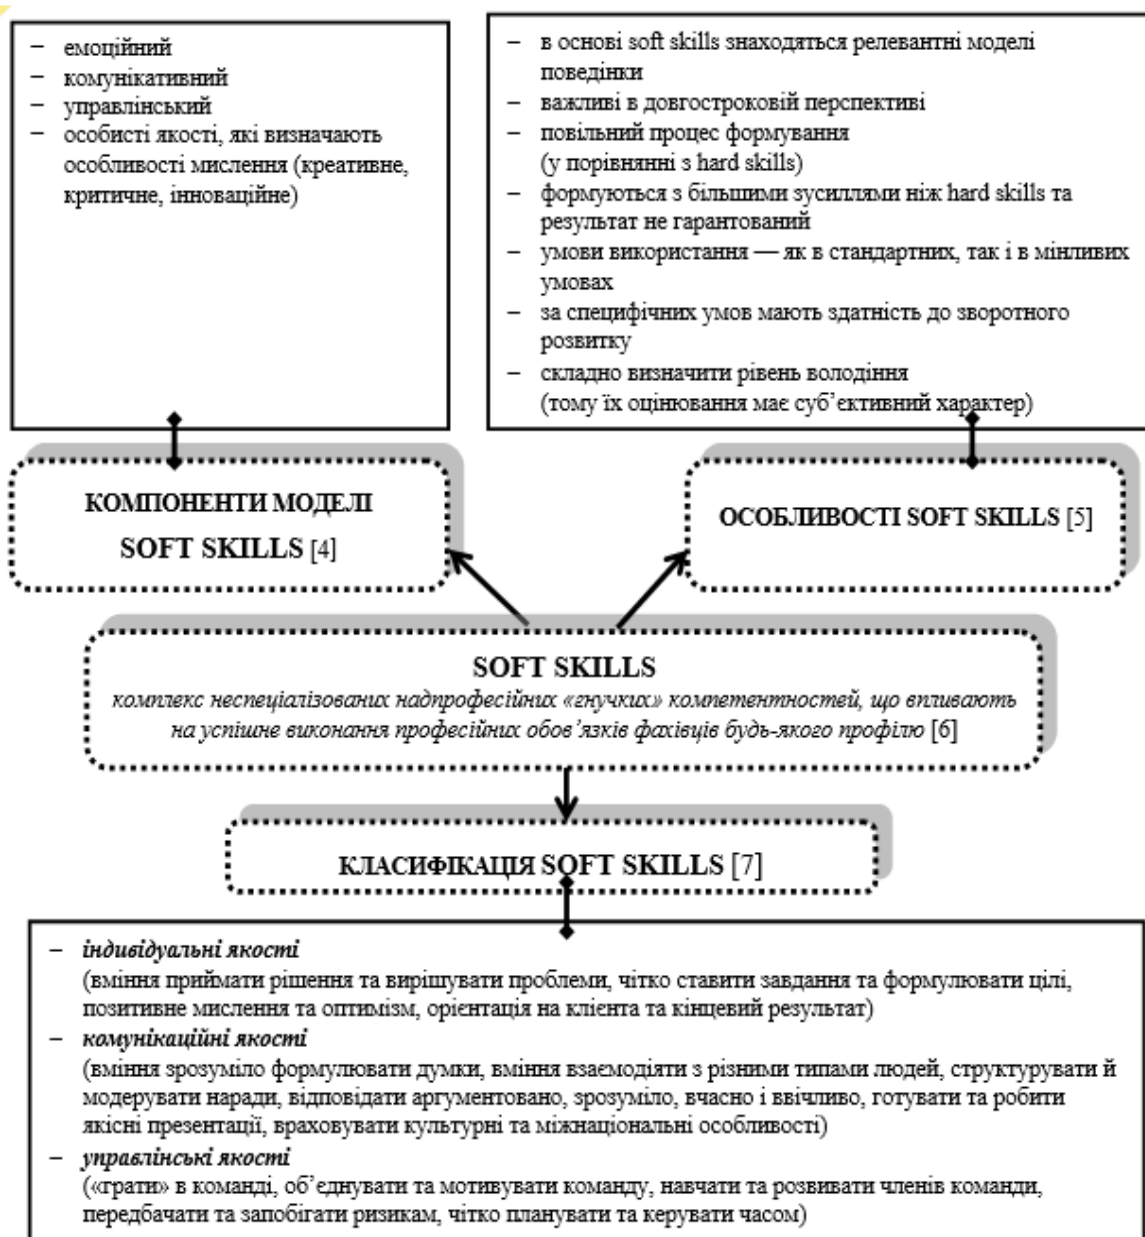 – емоційний
– комунікативний
– управлінський
– особисті якості, які визначають
особливості мислення (креативне,
критичне, інноваційне)
– в основі soft skills знаходяться релевантні моделі
поведінки
– важливі в довгостроковій перспективі
– повільний процес формування
(у порівнянні з hard skills)
– формуються з більшими зусиллями ніж hard skills та
результат не гарантований
– умови використання — як в стандартних, так і в мінливих
умовах
– за специфічних умов мають здатність до зворотного
розвитку
– складно визначити рівень володіння
(тому їх оцінювання має суб’єктивний характер)
КОМПОНЕНТИ МОДЕЛІ
SOFT SKILLS [4]
ОСОБЛИВОСТІ SOFT SKILLS [5]
SOFT SKILLS
комплекс неспеціалізованих надпрофесійних «гнучких» компетентностей, що впливають
на успішне виконання професійних обов’язків фахівців будь-якого профілю [6]
КЛАСИФІКАЦІЯ SOFT SKILLS [7]
– індивідуальні якості
(вміння приймати рішення та вирішувати проблеми, чітко ставити завдання та формулювати цілі,
позитивне мислення та оптимізм, орієнтація на клієнта та кінцевий результат)
– комунікаційні якості
(вміння зрозуміло формулювати думки, вміння взаємодіяти з різними типами людей, структурувати й
модерувати наради, відповідати аргументовано, зрозуміло, вчасно і ввічливо, готувати та робити
якісні презентації, враховувати культурні та міжнаціональні особливості)
– управлінські якості
(«грати» в команді, об’єднувати та мотивувати команду, навчати та розвивати членів команди,
передбачати та запобігати ризикам, чітко планувати та керувати часом)